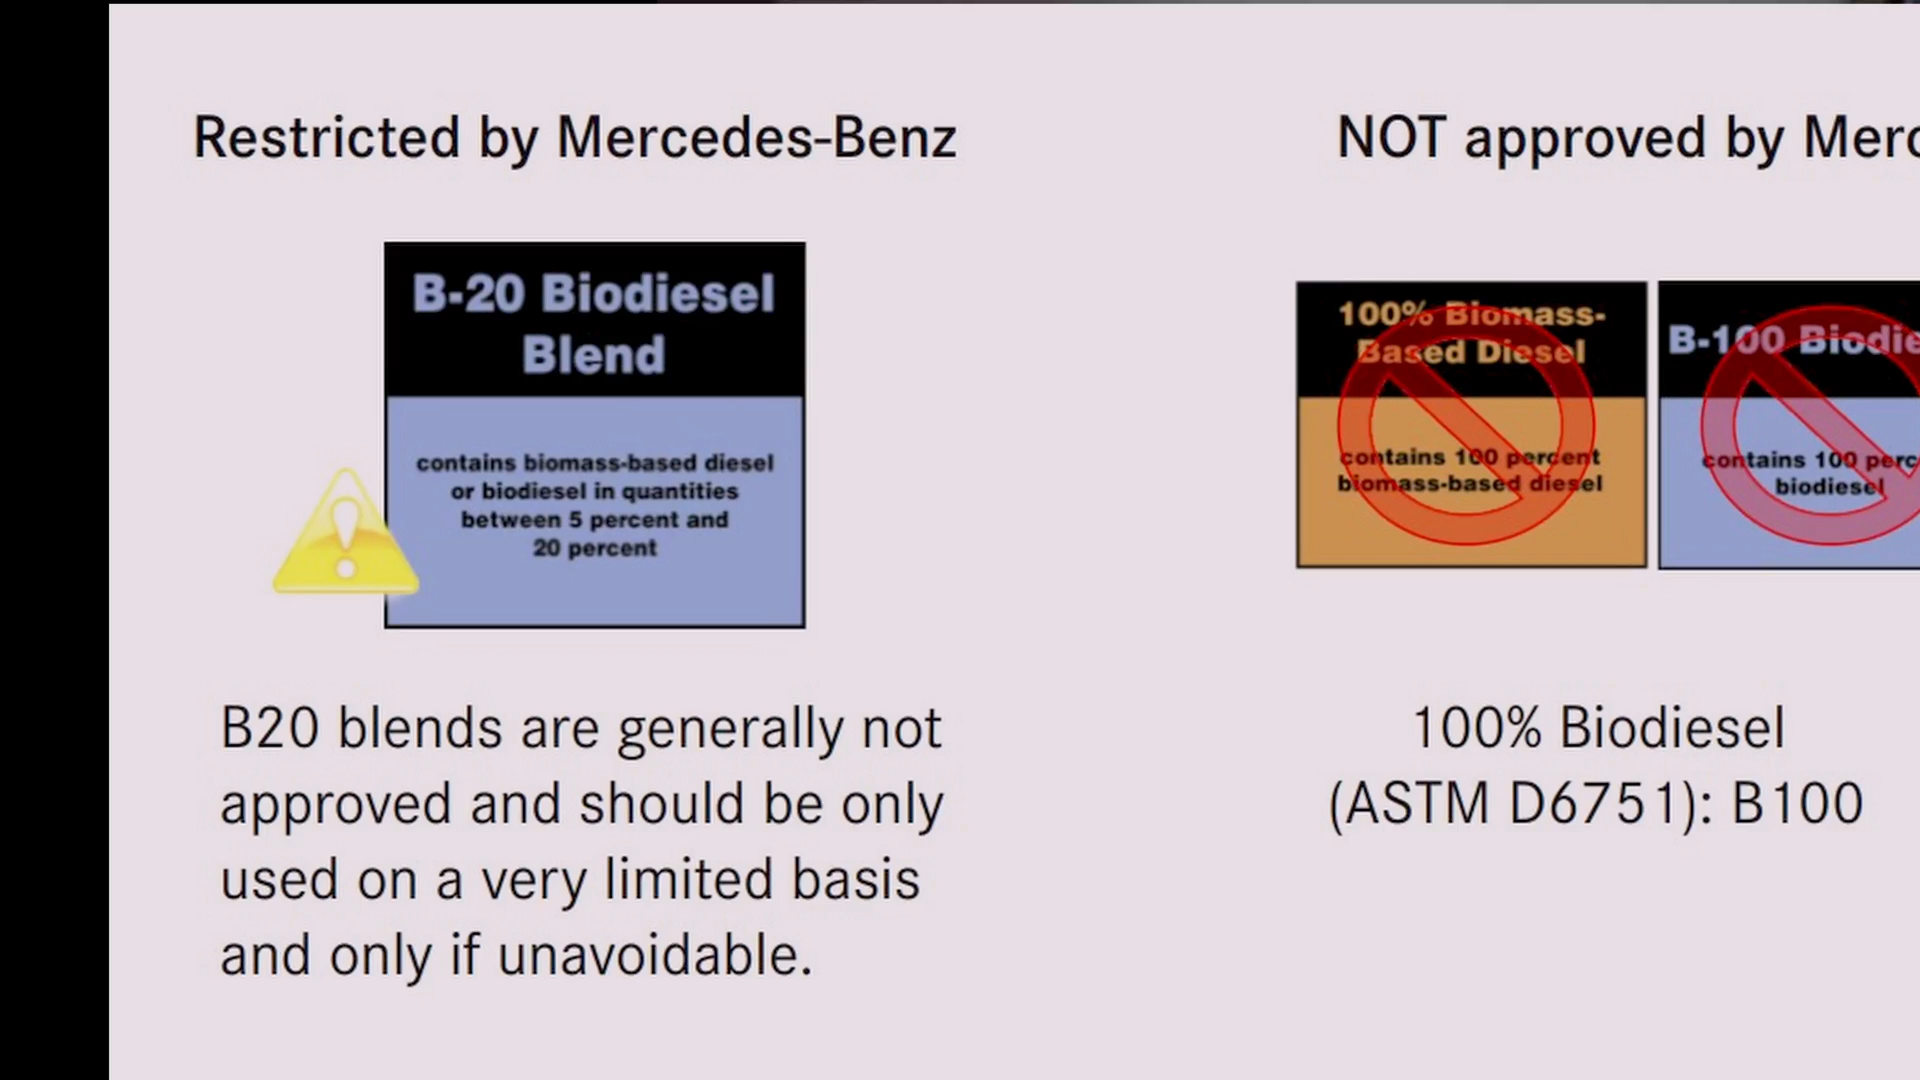 Restricted by Mercedes-Benz
B-20 Biodiesel
Blend
contains biomass-based diesel
or biodiesel in quantities
between 5 percent and
20 percent
B20 blends are generally not
approved and should be only
used on a very limited basis
and only if unavoidable.
NOT approved by
100% Biomass-
Based Diesel
contains 100 percent
biomass-based diesel
B-100
contains 100
biodiesel
100% Biodiesel
(ASTM D6751): B100